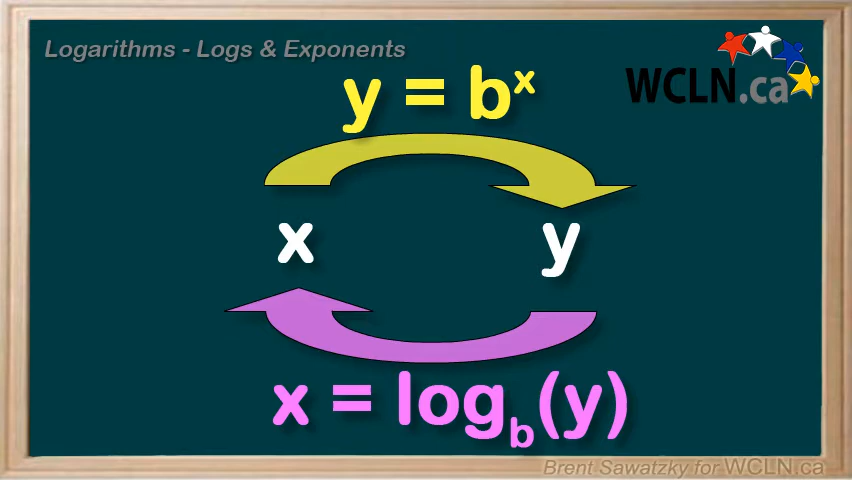 Logarithms - Logs & Exponents
WCLN.ca
y = bˣ
x y
x = log_b(y)
Brent Sawatzky for WCLN.ca